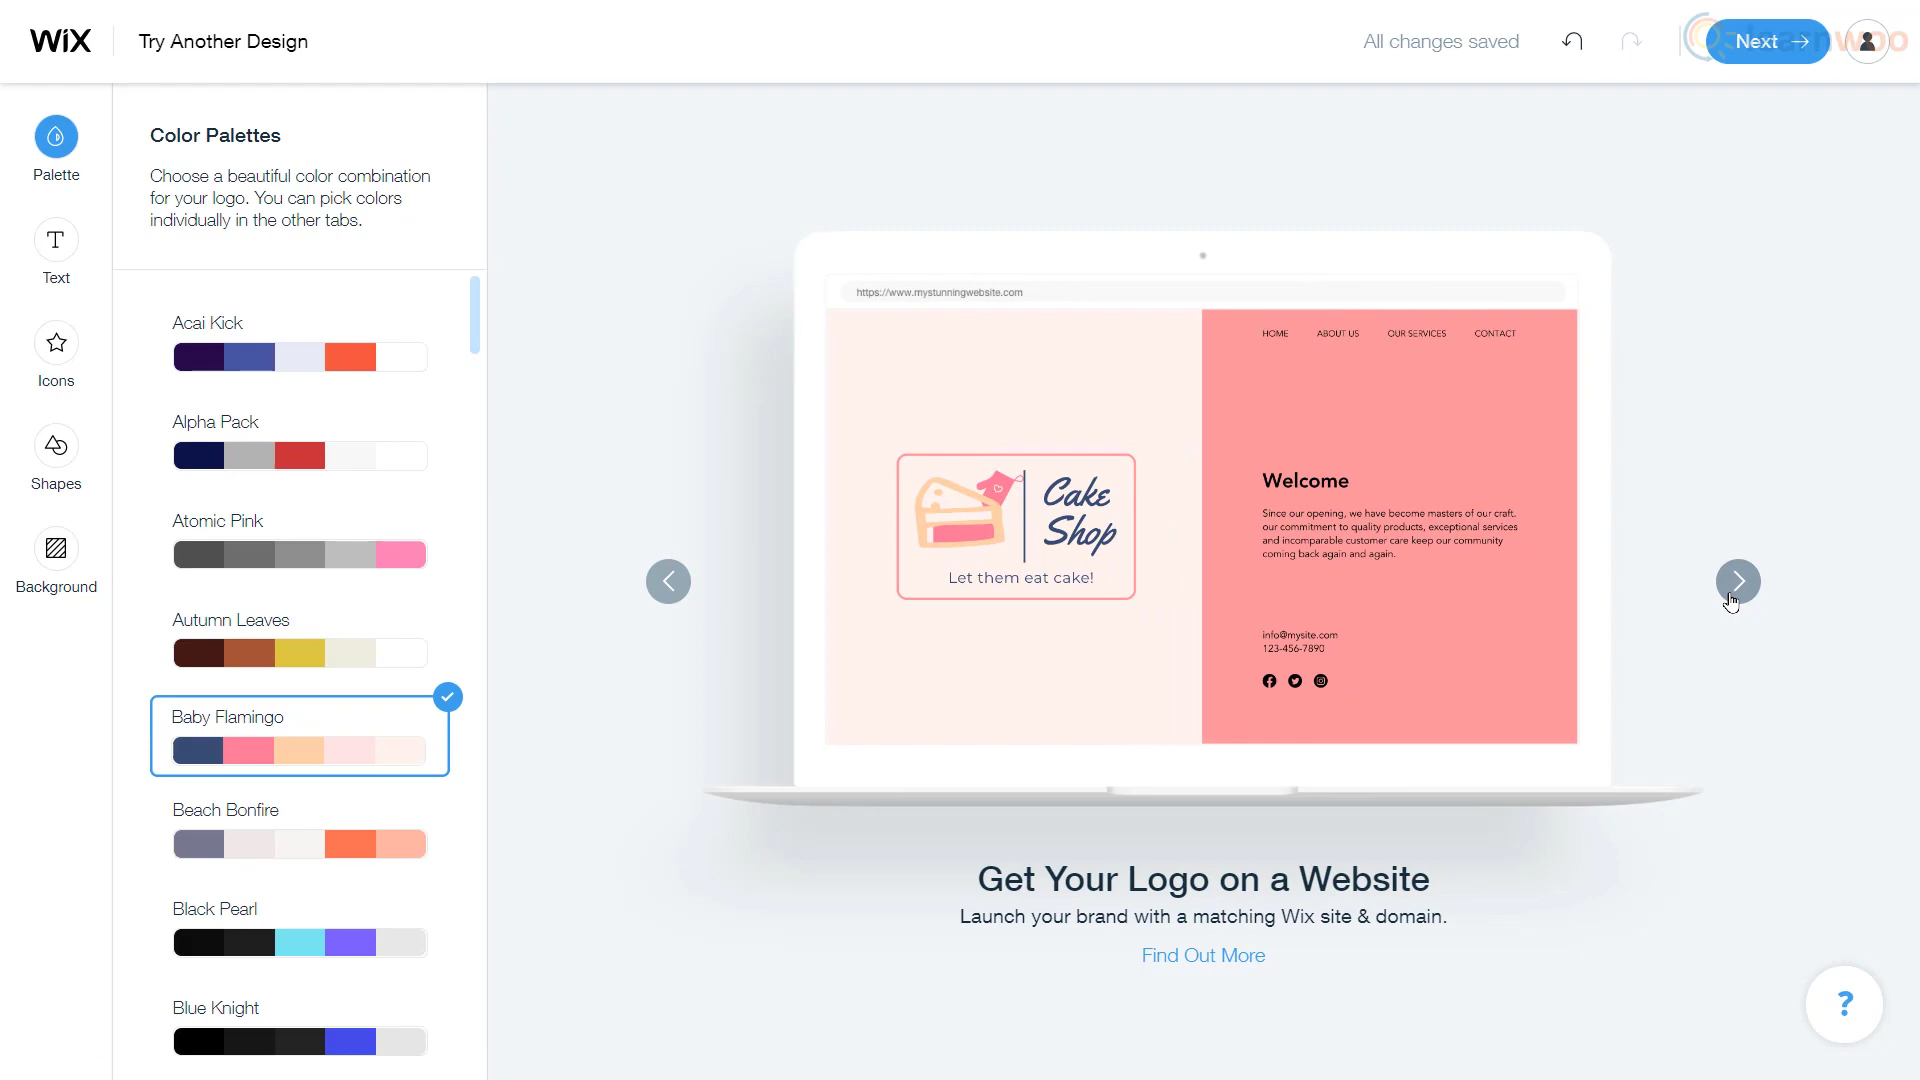 WiX
Try Another Design
All changes saved
Next
learnwoo
Palette
Text
Icons
Shapes
Background
Color Palettes
Choose a beautiful color combination
for your logo. You can pick colors
individually in the other tabs.
Acai Kick
Alpha Pack
Atomic Pink
Autumn Leaves
Baby Flamingo
Beach Bonfire
Black Pearl
Blue Knight
https://www.mystunningwebsite.com
HOME ABOUT US OUR SERVICES CONTACT
Cake
Shop
Let them eat cake!
Welcome
Since our opening, we have become masters of our craft.
our commitment to quality products, exceptional services
and incomparable customer care keep our community
coming back again and again.
info@mysite.com
123-456-7890
Get Your Logo on a Website
Launch your brand with a matching Wix site & domain.
Find Out More
?